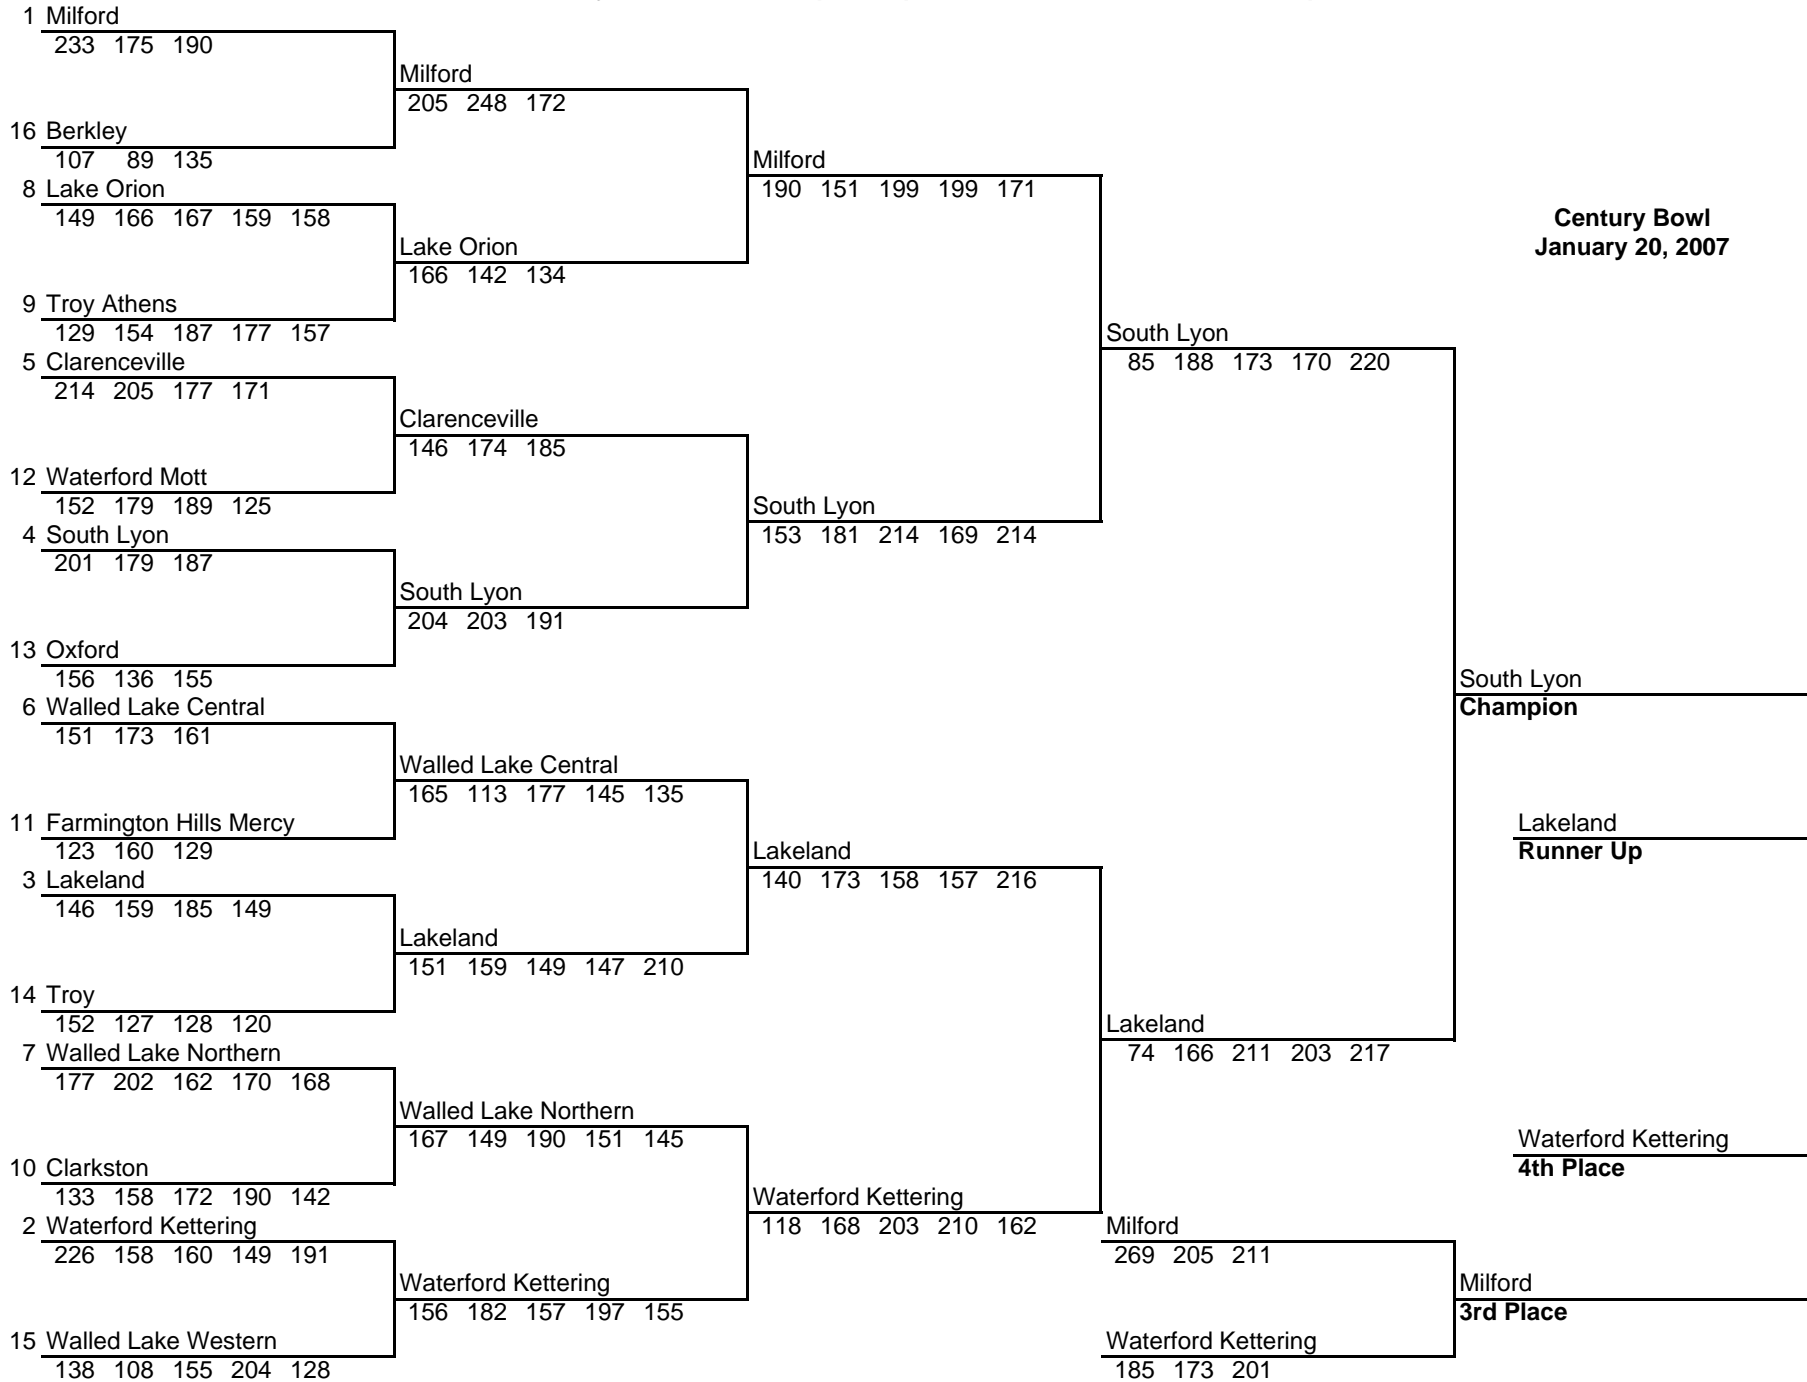 1 Milford
233 175 190
Milford
205 248 172
16 Berkley
107 89 135
Milford
190 151 199 199 171
8 Lake Orion
149 166 167 159 158
Century Bowl
January 20, 2007
Lake Orion
166 142 134
9 Troy Athens
129 154 187 177 157
South Lyon
85 188 173 170 220
5 Clarenceville
214 205 177 171
Clarenceville
146 174 185
12 Waterford Mott
152 179 189 125
South Lyon
153 181 214 169 214
4 South Lyon
201 179 187
South Lyon
204 203 191
13 Oxford
156 136 155
South Lyon
Champion
6 Walled Lake Central
151 173 161
Walled Lake Central
165 113 177 145 135
11 Farmington Hills Mercy
123 160 129
Lakeland
Runner Up
Lakeland
140 173 158 157 216
3 Lakeland
146 159 185 149
Lakeland
151 159 149 147 210
14 Troy
152 127 128 120
Lakeland
74 166 211 203 217
7 Walled Lake Northern
177 202 162 170 168
Walled Lake Northern
167 149 190 151 145
Waterford Kettering
4th Place
10 Clarkston
133 158 172 190 142
Waterford Kettering
118 168 203 210 162
2 Waterford Kettering
226 158 160 149 191
Milford
269 205 211
Waterford Kettering
156 182 157 197 155
Milford
3rd Place
15 Walled Lake Western
138 108 155 204 128
Waterford Kettering
185 173 201